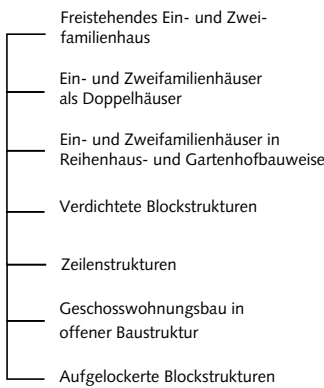 Freistehendes Ein- und Zwei-
familienhaus
Ein- und Zweifamilienhäuser
als Doppelhäuser
Ein- und Zweifamilienhäuser in
Reihenhaus- und Gartenhofbauweise
Verdichtete Blockstrukturen
Zeilenstrukturen
Geschosswohnungsbau in
offener Baustruktur
Aufgelockerte Blockstrukturen